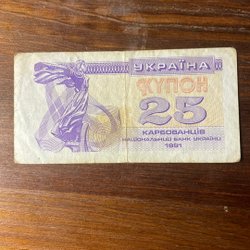 УКРАЇНА
КУПОН
25
КАРБОВАНЦІВ
НАЦІОНАЛЬНИЙ БАНК УКРАЇНИ
1991